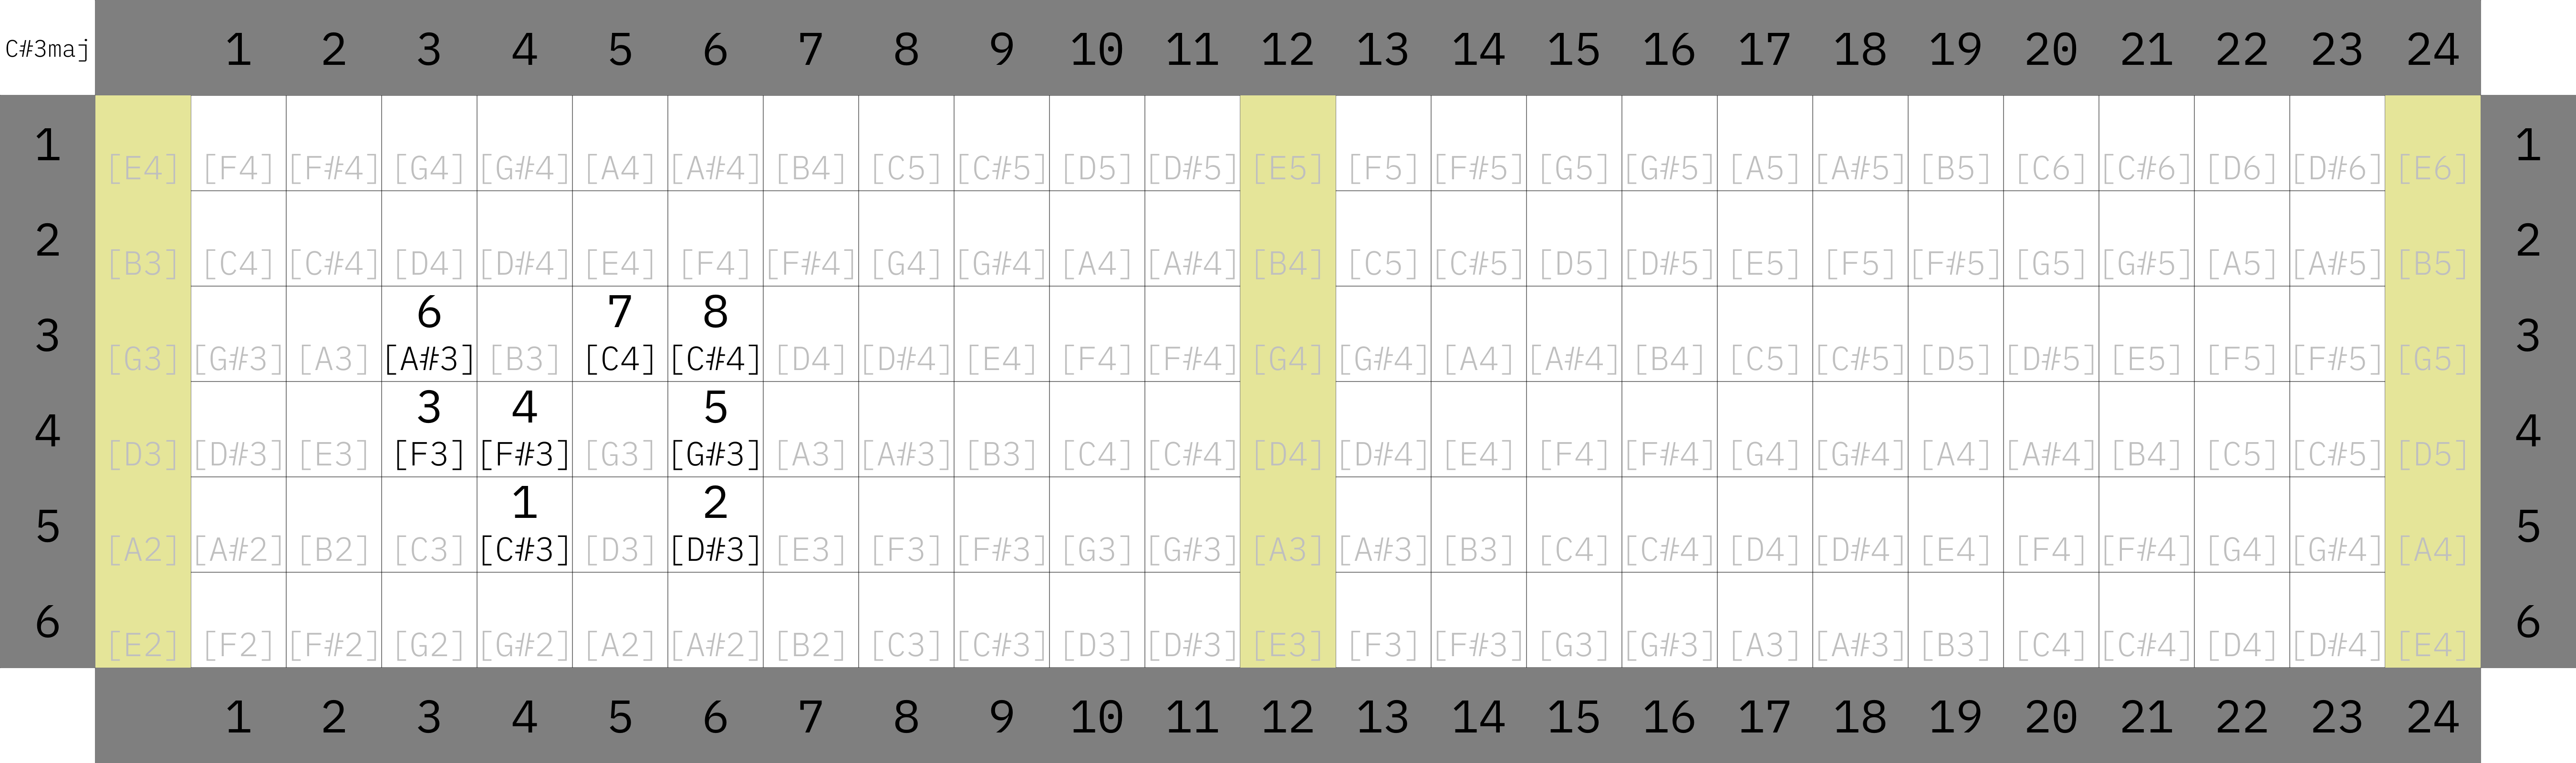 C#3maj 1 2 3 4 5 6 7 8 9 10 11 12 13 14 15 16 17 18 19 20 21 22 23 24
1 [E4] [F4] [F#4] [G4] [G#4] [A4] [A#4] [B4] [C5] [C#5] [D5] [D#5] [E5] [F5] [F#5] [G5] [G#5] [A5] [A#5] [B5] [C6] [C#6] [D6] [D#6] [E6] 1
2 [B3] [C4] [C#4] [D4] [D#4] [E4] [F4] [F#4] [G4] [G#4] [A4] [A#4] [B4] [C5] [C#5] [D5] [D#5] [E5] [F5] [F#5] [G5] [G#5] [A5] [A#5] [B5] 2
6 7 8
3 [G3] [G#3] [A3] [A#3] [B3] [C4] [C#4] [D4] [D#4] [E4] [F4] [F#4] [G4] [G#4] [A4] [A#4] [B4] [C5] [C#5] [D5] [D#5] [E5] [F5] [F#5] [G5] 3
3 4 5
4 [D3] [D#3] [E3] [F3] [F#3] [G3] [G#3] [A3] [A#3] [B3] [C4] [C#4] [D4] [D#4] [E4] [F4] [F#4] [G4] [G#4] [A4] [A#4] [B4] [C5] [C#5] [D5] 4
1 2
5 [A2] [A#2] [B2] [C3] [C#3] [D3] [D#3] [E3] [F3] [F#3] [G3] [G#3] [A3] [A#3] [B3] [C4] [C#4] [D4] [D#4] [E4] [F4] [F#4] [G4] [G#4] [A4] 5
6 [E2] [F2] [F#2] [G2] [G#2] [A2] [A#2] [B2] [C3] [C#3] [D3] [D#3] [E3] [F3] [F#3] [G3] [G#3] [A3] [A#3] [B3] [C4] [C#4] [D4] [D#4] [E4] 6
1 2 3 4 5 6 7 8 9 10 11 12 13 14 15 16 17 18 19 20 21 22 23 24